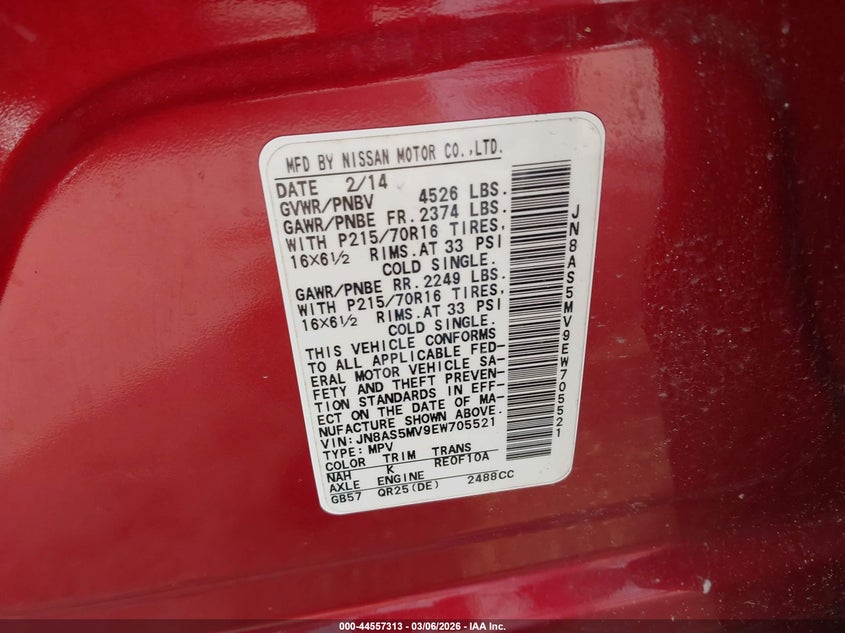 MFD BY NISSAN MOTOR CO.,LTD.
DATE 2/14
GVWR/PNBV 4526 LBS.
GAWR/PNBE FR. 2374 LBS.
WITH P215/70R16 TIRES,
16X6½ RIMS.AT 33 PSI
COLD SINGLE.
GAWR/PNBE RR. 2249 LBS.
WITH P215/70R16 TIRES,
16X6½ RIMS.AT 33 PSI
COLD SINGLE.
THIS VEHICLE CONFORMS
TO ALL APPLICABLE FED-
ERAL MOTOR VEHICLE SA-
FETY AND THEFT PREVEN-
TION STANDARDS IN EFF-
ECT ON THE DATE OF MA-
NUFACTURE SHOWN ABOVE.
VIN: JN8AS5MV9EW705521
TYPE: MPV
COLOR TRIM TRANS
NAH K RE0F10A
AXLE ENGINE
GB57 QR25(DE) 2488CC
JN8AS5MV9EW705521
000-44557313 - 03/06/2026 - IAA Inc.